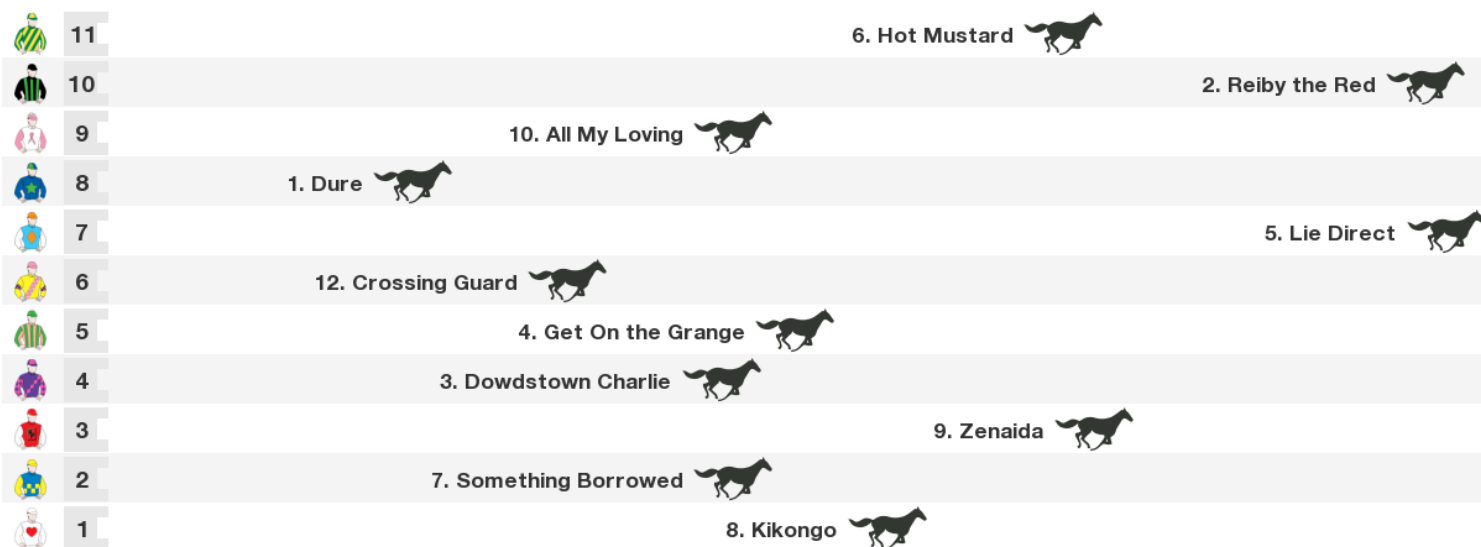 11 6. Hot Mustard
10 2. Reiby the Red
9 10. All My Loving
8 1. Dure
7 5. Lie Direct
6 12. Crossing Guard
5 4. Get On the Grange
4 3. Dowdstown Charlie
3 9. Zenaida
2 7. Something Borrowed
1 8. Kikongo